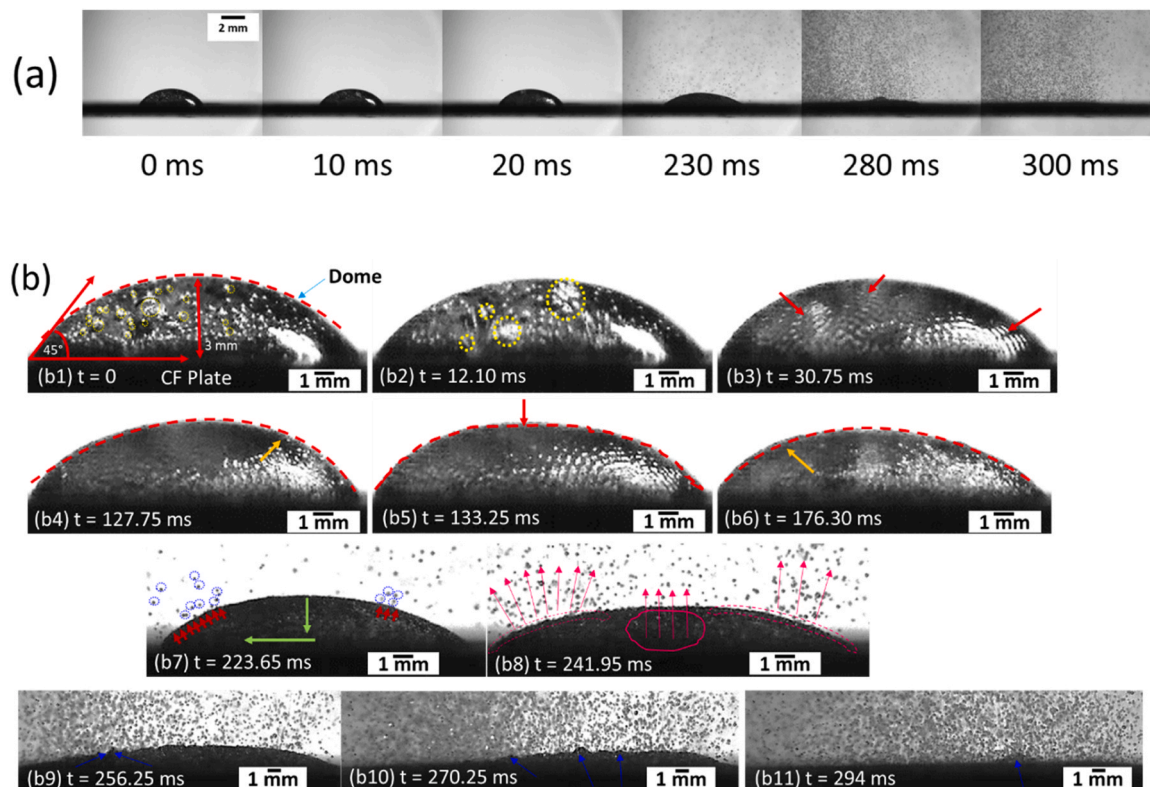 (a)
2 mm
0 ms 10 ms 20 ms 230 ms 280 ms 300 ms
(b)
Dome
45°
3 mm
CF Plate
(b1) t = 0 1 mm
(b2) t = 12.10 ms 1 mm
(b3) t = 30.75 ms 1 mm
(b4) t = 127.75 ms 1 mm
(b5) t = 133.25 ms 1 mm
(b6) t = 176.30 ms 1 mm
(b7) t = 223.65 ms 1 mm
(b8) t = 241.95 ms 1 mm
(b9) t = 256.25 ms 1 mm
(b10) t = 270.25 ms 1 mm
(b11) t = 294 ms 1 mm